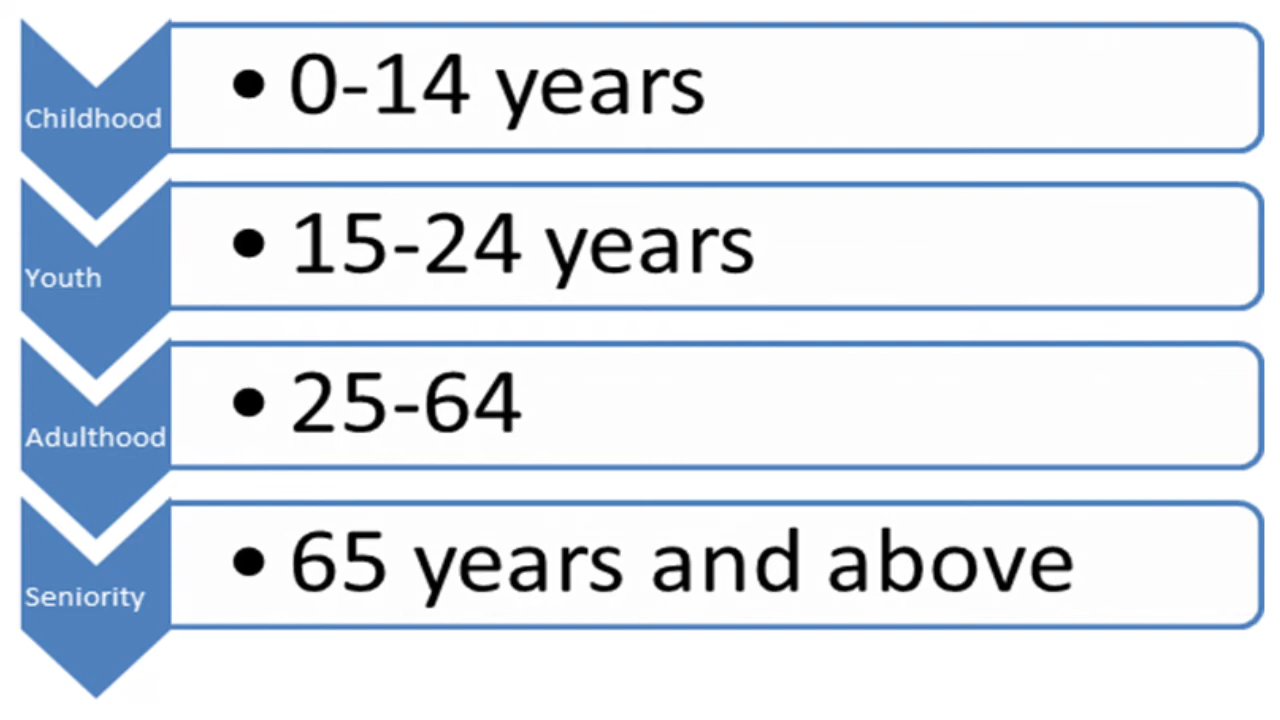 Childhood
• 0-14 years
Youth
• 15-24 years
Adulthood
• 25-64
Seniority
• 65 years and above